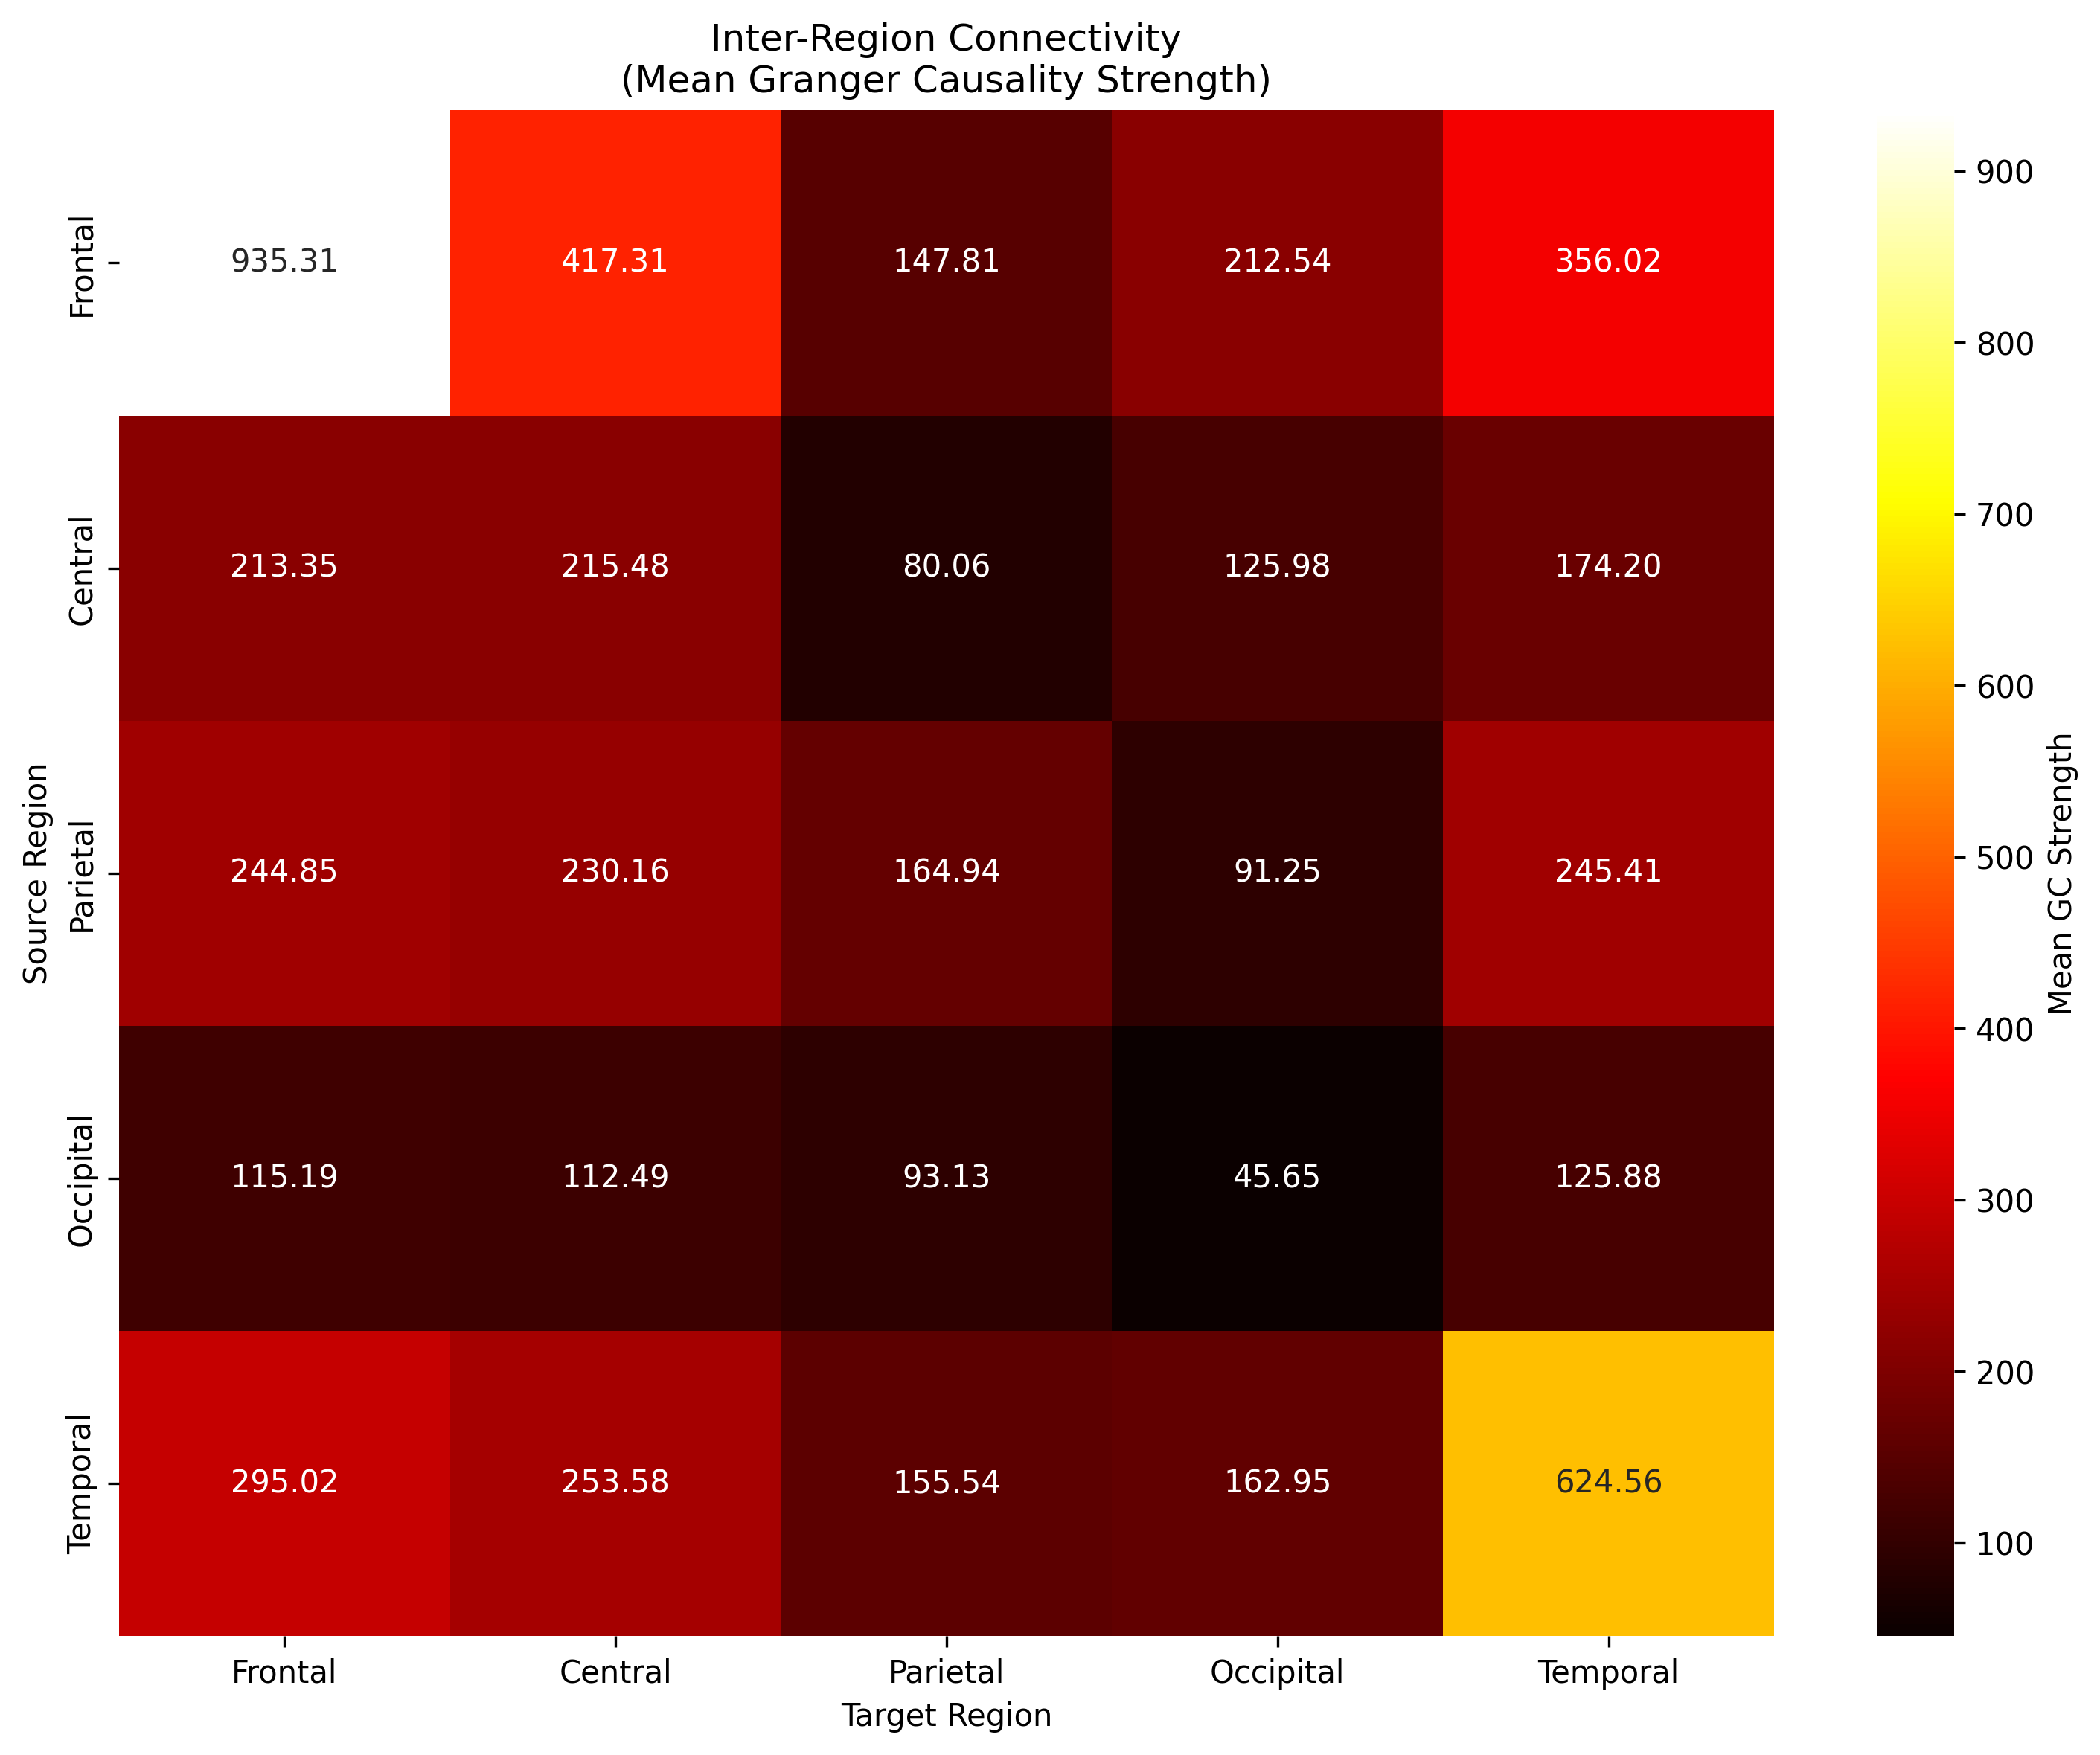 Inter-Region Connectivity
(Mean Granger Causality Strength)
Source Region
Frontal
935.31 417.31 147.81 212.54 356.02
Central
213.35 215.48 80.06 125.98 174.20
Parietal
244.85 230.16 164.94 91.25 245.41
Occipital
115.19 112.49 93.13 45.65 125.88
Temporal
295.02 253.58 155.54 162.95 624.56
Frontal Central Parietal Occipital Temporal
Target Region
900
800
700
600
500
400
300
200
100
Mean GC Strength